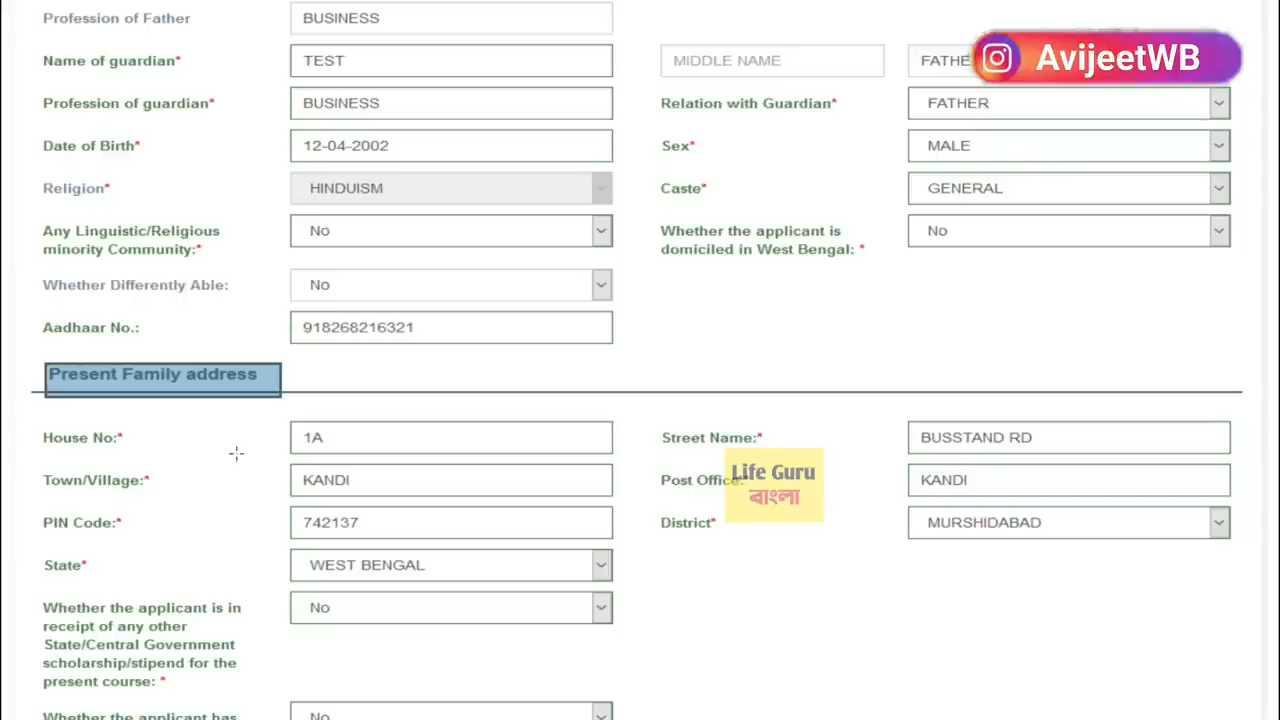 Profession of Father BUSINESS
AvijeetWB
Name of guardian* TEST MIDDLE NAME FATHE
Profession of guardian* BUSINESS Relation with Guardian* FATHER
Date of Birth* 12-04-2002 Sex* MALE
Religion* HINDUISM Caste* GENERAL
Any Linguistic/Religious No Whether the applicant is No
minority Community:* domiciled in West Bengal: *
Whether Differently Able: No
Aadhaar No.: 918268216321
Present Family address
House No:* 1A Street Name:* BUSSTAND RD
Life Guru
Town/Village:* KANDI Post Office: KANDI
বাংলা
PIN Code:* 742137 District* MURSHIDABAD
State* WEST BENGAL
Whether the applicant is in No
receipt of any other
State/Central Government
scholarship/stipend for the
present course: *
Whether the applicant has No